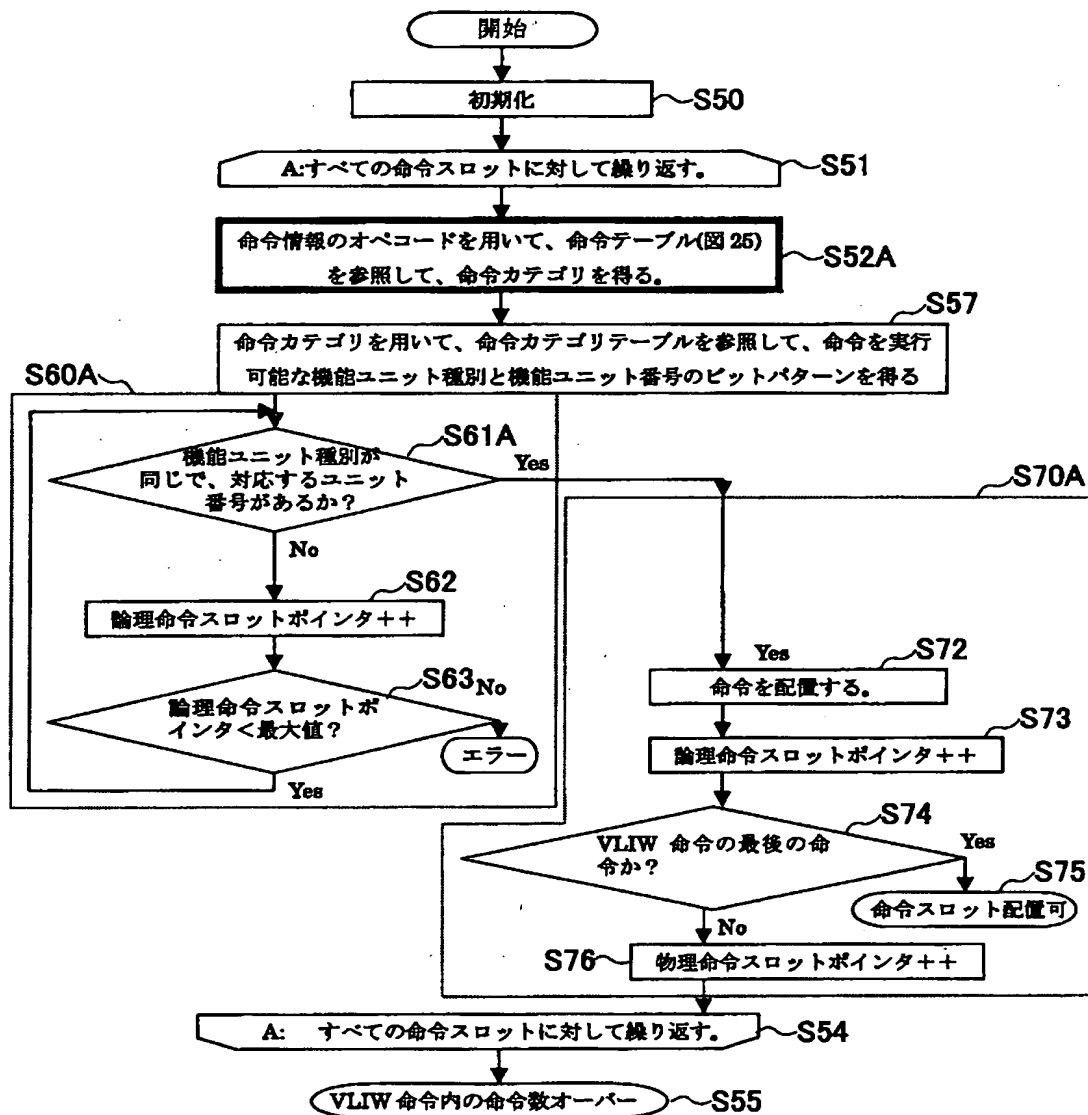 開始
初期化
S50
A:すべての命令スロットに対して繰り返す。
S51
命令情報のオペコードを用いて、命令テーブル(図25)
を参照して、命令カテゴリを得る。
S52A
S57
命令カテゴリを用いて、命令カテゴリテーブルを参照して、命令を実行
可能な機能ユニット種別と機能ユニット番号のビットパターンを得る
S60A
S61A
機能ユニット種別が
同じで、対応するユニット
番号があるか?
Yes
S70A
No
S62
論理命令スロットポインタ++
S63
No
論理命令スロットポ
インタ<最大値?
エラー
Yes
Yes
S72
命令を配置する。
S73
論理命令スロットポインタ++
S74
VLIW 命令の最後の命
令か?
Yes
S75
命令スロット配置可
No
S76
物理命令スロットポインタ++
A: すべての命令スロットに対して繰り返す。
S54
VLIW 命令内の命令数オーバー
S55